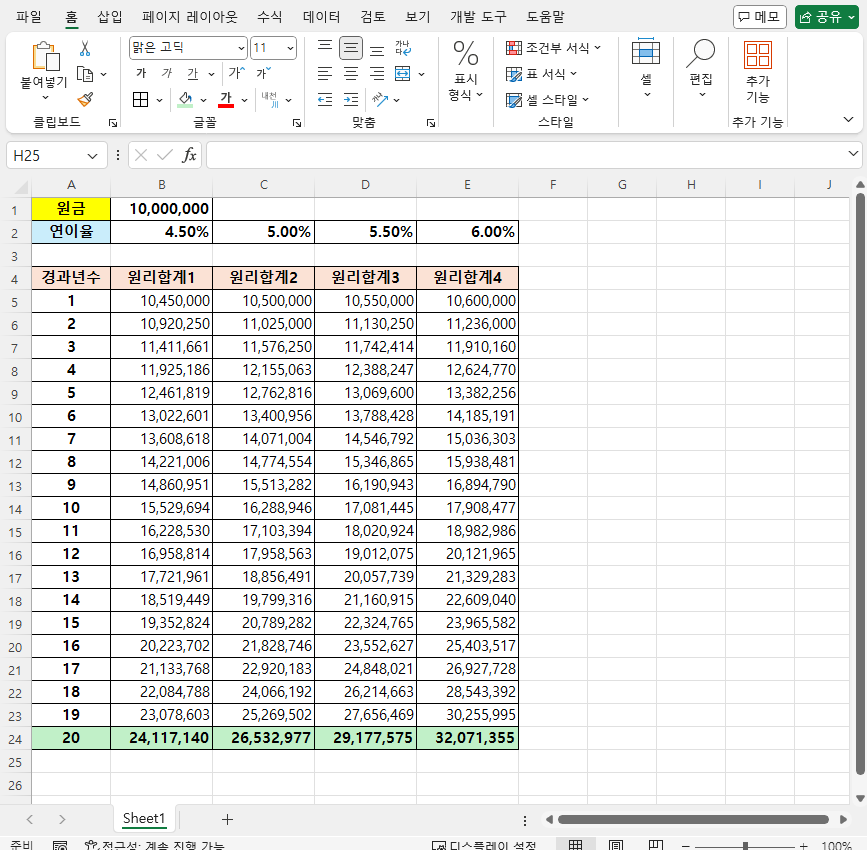 파일 홈 삽입 페이지 레이아웃 수식 데이터 검토 보기 개발 도구 도움말 메모 공유
붙여넣기 맑은 고딕 11 가나다 % 표시 형식 조건부 서식 표 서식 셀 스타일 셀 편집 추가 기능
가 가 가 가 가 가 내천
클립보드 글꼴 맞춤 스타일 추가 기능
H25 fx
A B C D E F G H I J
1 원금 10,000,000
2 연이율 4.50% 5.00% 5.50% 6.00%
3
4 경과년수 원리합계1 원리합계2 원리합계3 원리합계4
5 1 10,450,000 10,500,000 10,550,000 10,600,000
6 2 10,920,250 11,025,000 11,130,250 11,236,000
7 3 11,411,661 11,576,250 11,742,414 11,910,160
8 4 11,925,186 12,155,063 12,388,247 12,624,770
9 5 12,461,819 12,762,816 13,069,600 13,382,256
10 6 13,022,601 13,400,956 13,788,428 14,185,191
11 7 13,608,618 14,071,004 14,546,792 15,036,303
12 8 14,221,006 14,774,554 15,346,865 15,938,481
13 9 14,860,951 15,513,282 16,190,943 16,894,790
14 10 15,529,694 16,288,946 17,081,445 17,908,477
15 11 16,228,530 17,103,394 18,020,924 18,982,986
16 12 16,958,814 17,958,563 19,012,075 20,121,965
17 13 17,721,961 18,856,491 20,057,739 21,329,283
18 14 18,519,449 19,799,316 21,160,915 22,609,040
19 15 19,352,824 20,789,282 22,324,765 23,965,582
20 16 20,223,702 21,828,746 23,552,627 25,403,517
21 17 21,133,768 22,920,183 24,848,021 26,927,728
22 18 22,084,788 24,066,192 26,214,663 28,543,392
23 19 23,078,603 25,269,502 27,656,469 30,255,995
24 20 24,117,140 26,532,977 29,177,575 32,071,355
25
26
Sheet1
준비 접근성: 계속 진행 가능 디스플레이 설정 100%